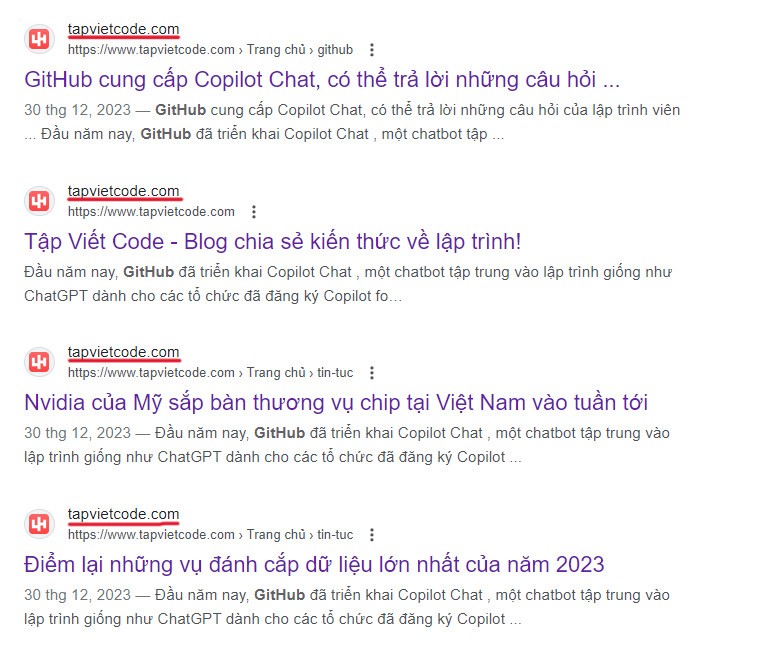 tapvietcode.com
https://www.tapvietcode.com › Trang chủ › github
GitHub cung cấp Copilot Chat, có thể trả lời những câu hỏi ...
30 thg 12, 2023 — GitHub cung cấp Copilot Chat, có thể trả lời những câu hỏi của lập trình viên
... Đầu năm nay, GitHub đã triển khai Copilot Chat , một chatbot tập ...
tapvietcode.com
https://www.tapvietcode.com
Tập Viết Code - Blog chia sẻ kiến thức về lập trình!
Đầu năm nay, GitHub đã triển khai Copilot Chat , một chatbot tập trung vào lập trình giống như
ChatGPT dành cho các tổ chức đã đăng ký Copilot fo...
tapvietcode.com
https://www.tapvietcode.com › Trang chủ › tin-tuc
Nvidia của Mỹ sắp bàn thương vụ chip tại Việt Nam vào tuần tới
30 thg 12, 2023 — Đầu năm nay, GitHub đã triển khai Copilot Chat , một chatbot tập trung vào
lập trình giống như ChatGPT dành cho các tổ chức đã đăng ký Copilot ...
tapvietcode.com
https://www.tapvietcode.com › Trang chủ › tin-tuc
Điểm lại những vụ đánh cắp dữ liệu lớn nhất của năm 2023
30 thg 12, 2023 — Đầu năm nay, GitHub đã triển khai Copilot Chat , một chatbot tập trung vào
lập trình giống như ChatGPT dành cho các tổ chức đã đăng ký Copilot ...